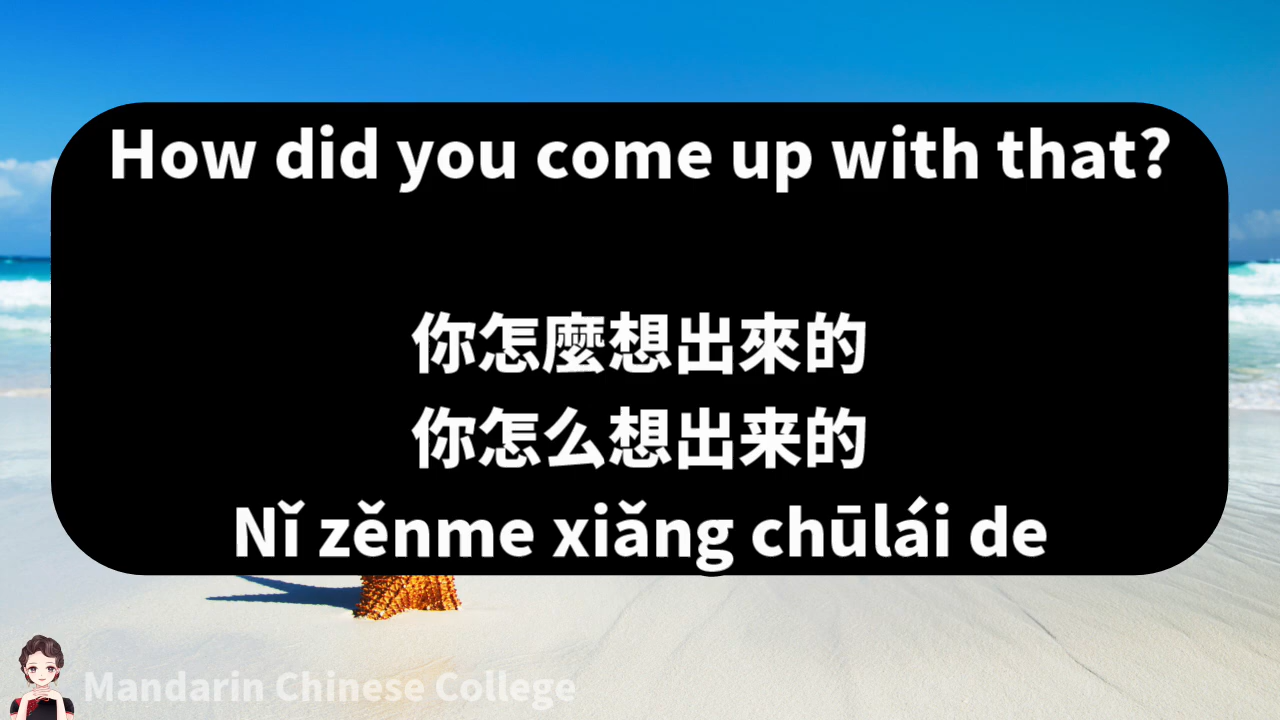 How did you come up with that?
你怎麼想出來的
你怎么想出来的
Nǐ zěnme xiǎng chūlái de
Mandarin Chinese College